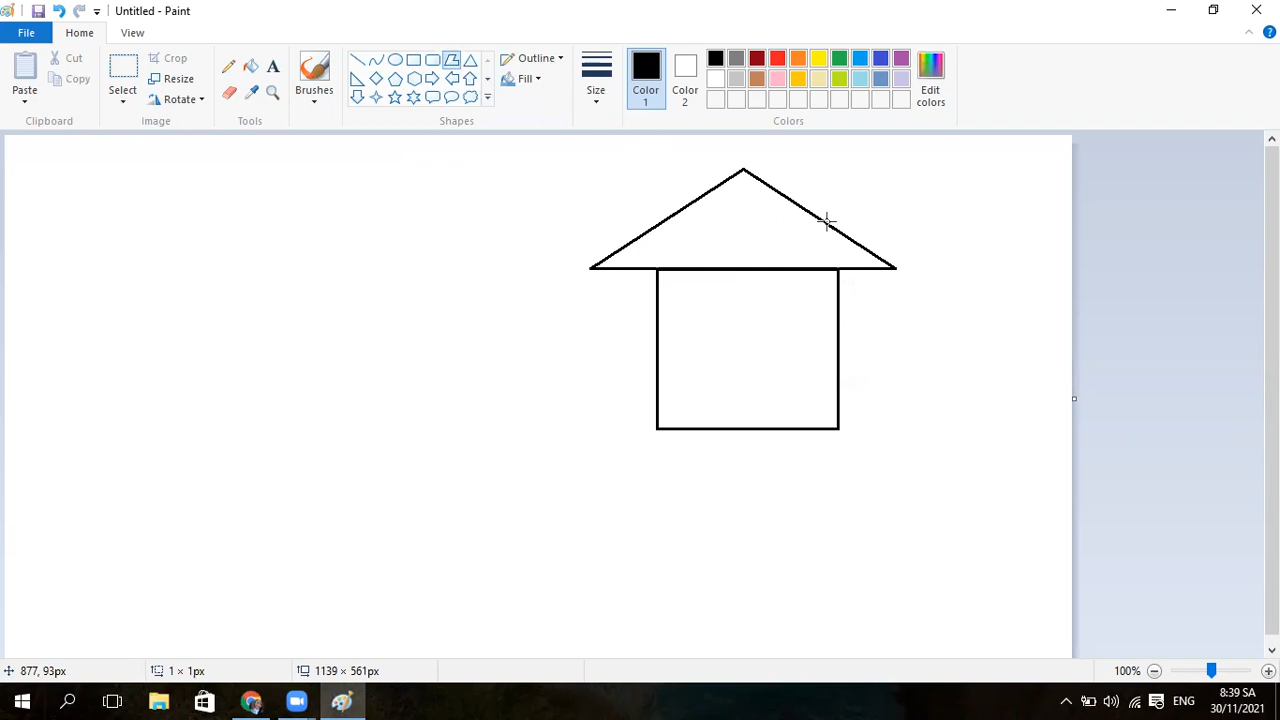 Untitled - Paint
File
Home
View
Paste
Cut
Copy
Clipboard
Select
Crop
Resize
Rotate
Image
A
Tools
Brushes
Outline
Fill
Shapes
Size
Color
1
Color
2
Edit
colors
Colors
877, 93px
1 × 1px
1139 × 561px
100%
ENG
8:39 SA
30/11/2021